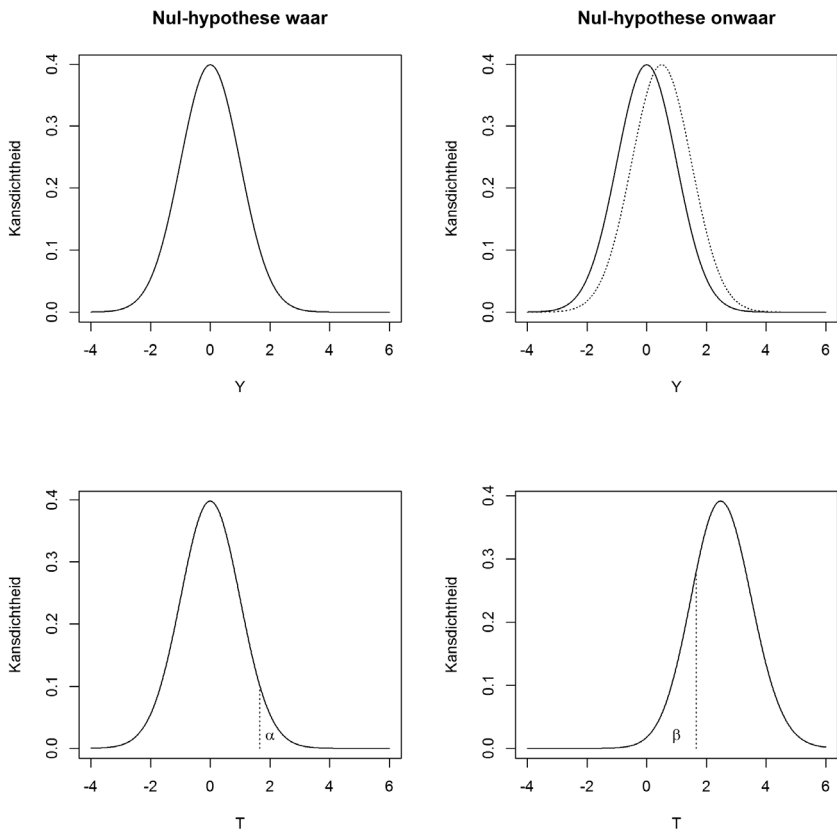 Nul-hypothese waar
Nul-hypothese onwaar
Kansdichtheid
0.0 0.1 0.2 0.3 0.4
-4 -2 0 2 4 6
Y
Kansdichtheid
0.0 0.1 0.2 0.3 0.4
-4 -2 0 2 4 6
Y
Kansdichtheid
0.0 0.1 0.2 0.3 0.4
α
-4 -2 0 2 4 6
T
Kansdichtheid
0.0 0.1 0.2 0.3 0.4
β
-4 -2 0 2 4 6
T